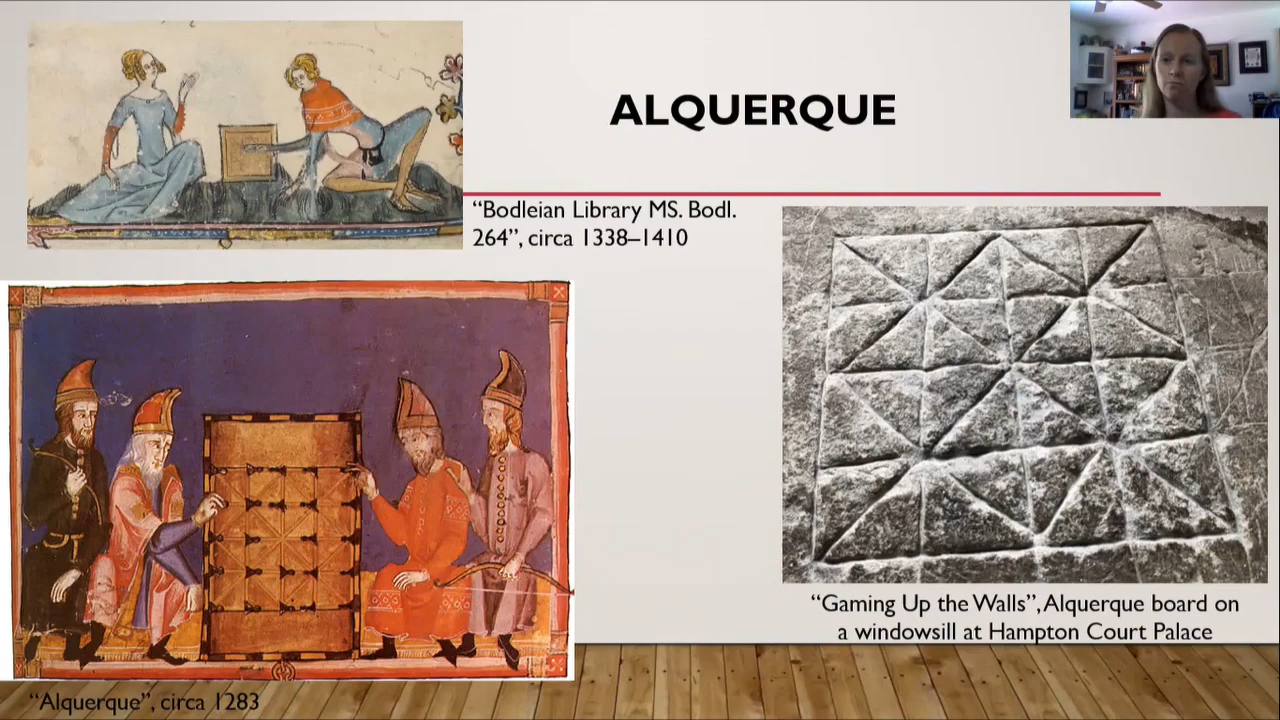 ALQUERQUE
“Bodleian Library MS. Bodl.
264”, circa 1338–1410
“Gaming Up the Walls”, Alquerque board on
a windowsill at Hampton Court Palace
“Alquerque”, circa 1283